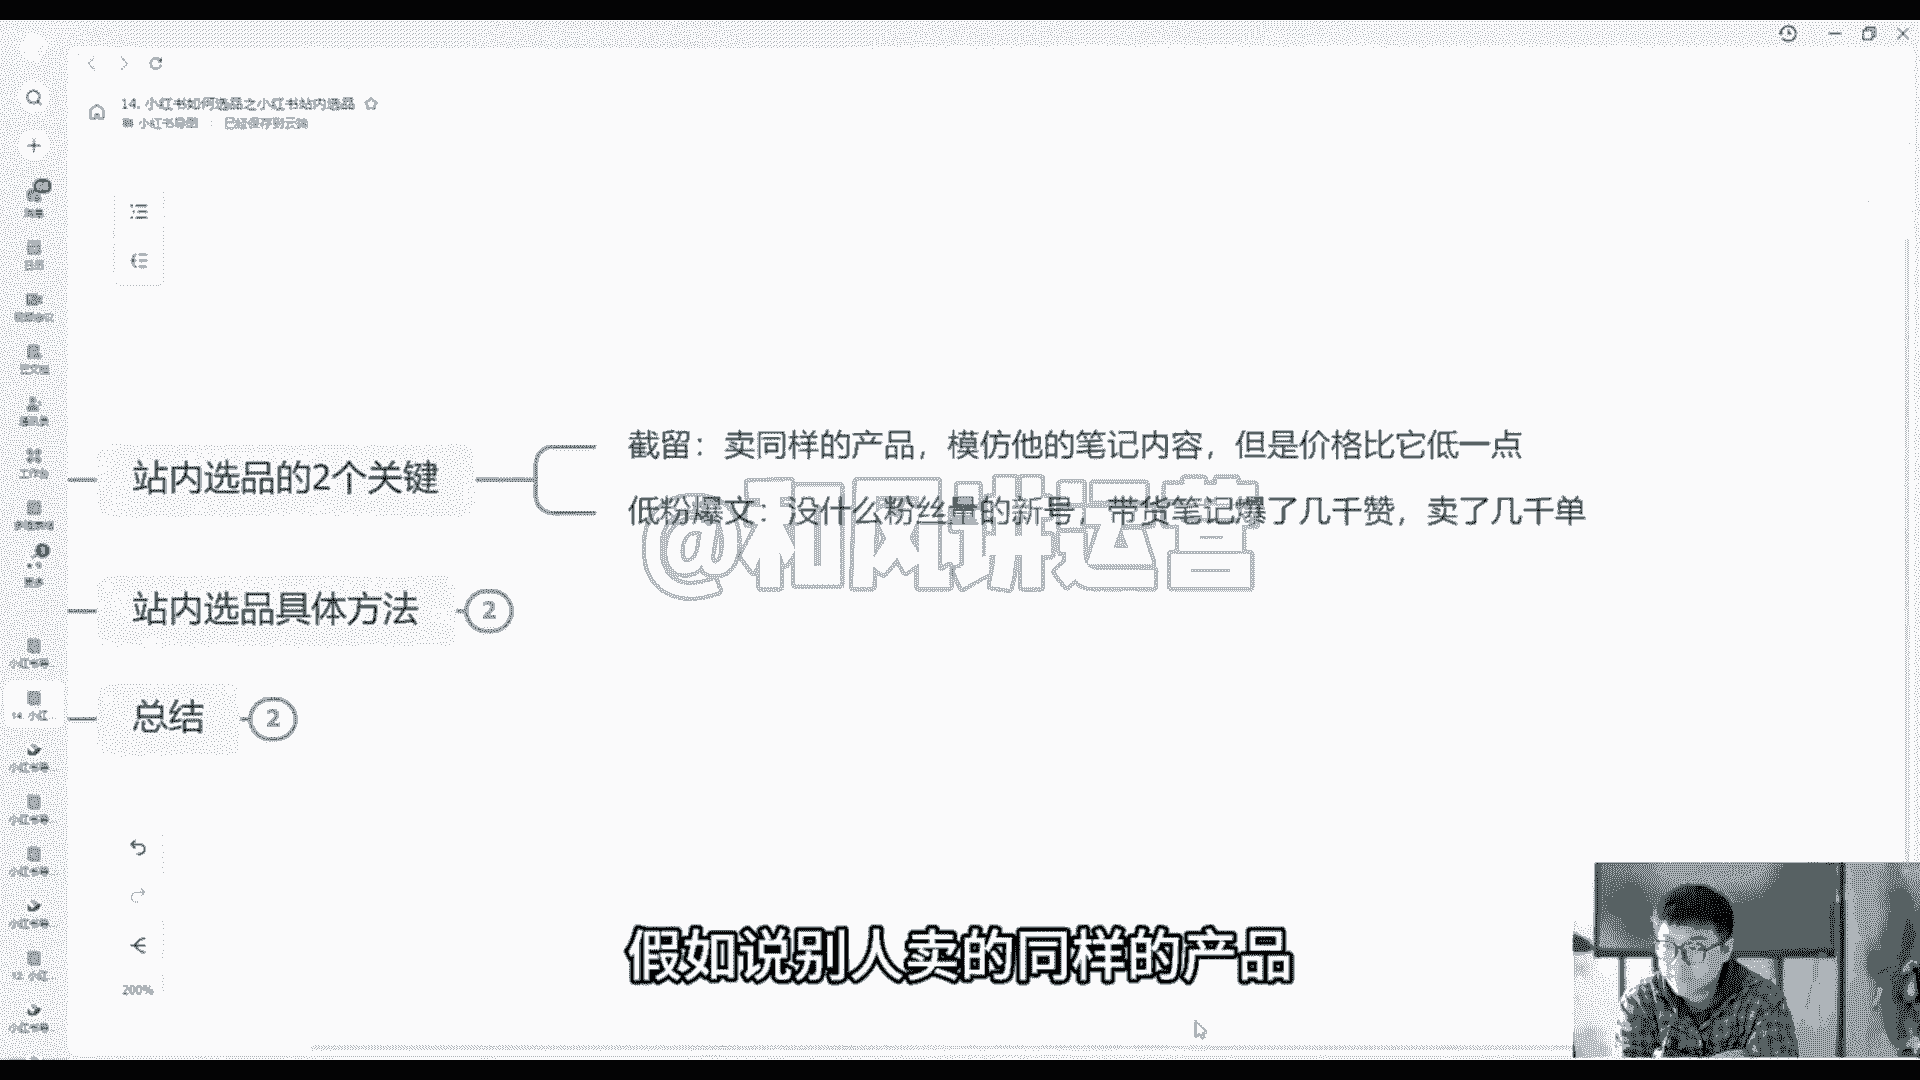 14. 小红书如何选品之小红书站内选品
小红书导图
已经保存到云端
站内选品的2个关键
截留：卖同样的产品，模仿他的笔记内容，但是价格比它低一点
低粉爆文：没什么粉丝量的新号，带货笔记爆了几千赞，卖了几千单
@和风讲运营
站内选品具体方法
2
总结
2
14. 小红
12. 小红
200%
假如说别人卖的同样的产品